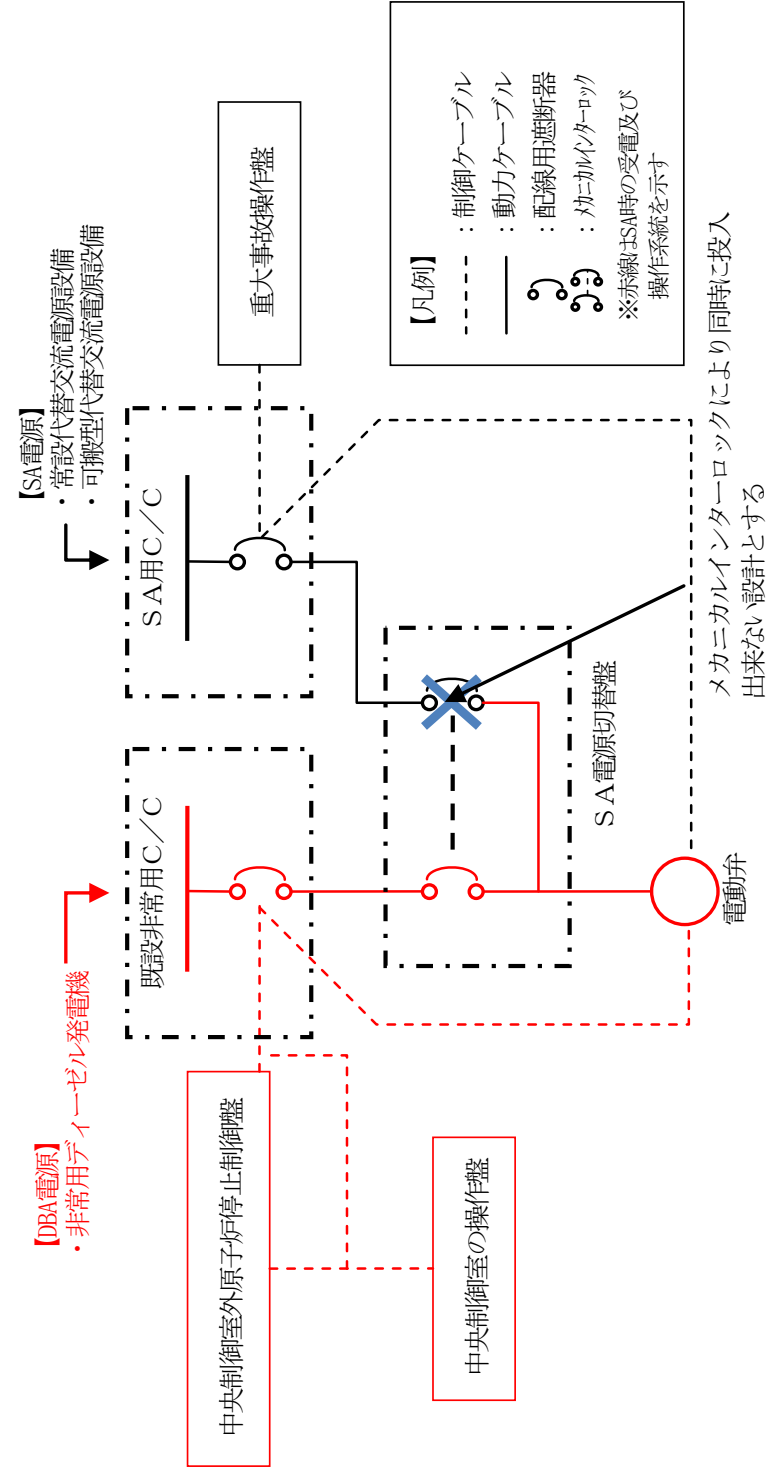 【DBA電源】
・非常用ディーゼル発電機
【SA電源】
・常設代替交流電源設備
・可搬型代替交流電源設備
既設非常用C/C
SA用C/C
中央制御室外原子炉停止制御盤
重大事故操作盤
中央制御室の操作盤
SA電源切替盤
電動弁
メカニカルインターロックにより同時に投入
出来ない設計とする
【凡例】
：制御ケーブル
：動力ケーブル
：配線用遮断器
：メカニカルインターロック
※赤線はSA時の受電及び
操作系統を示す